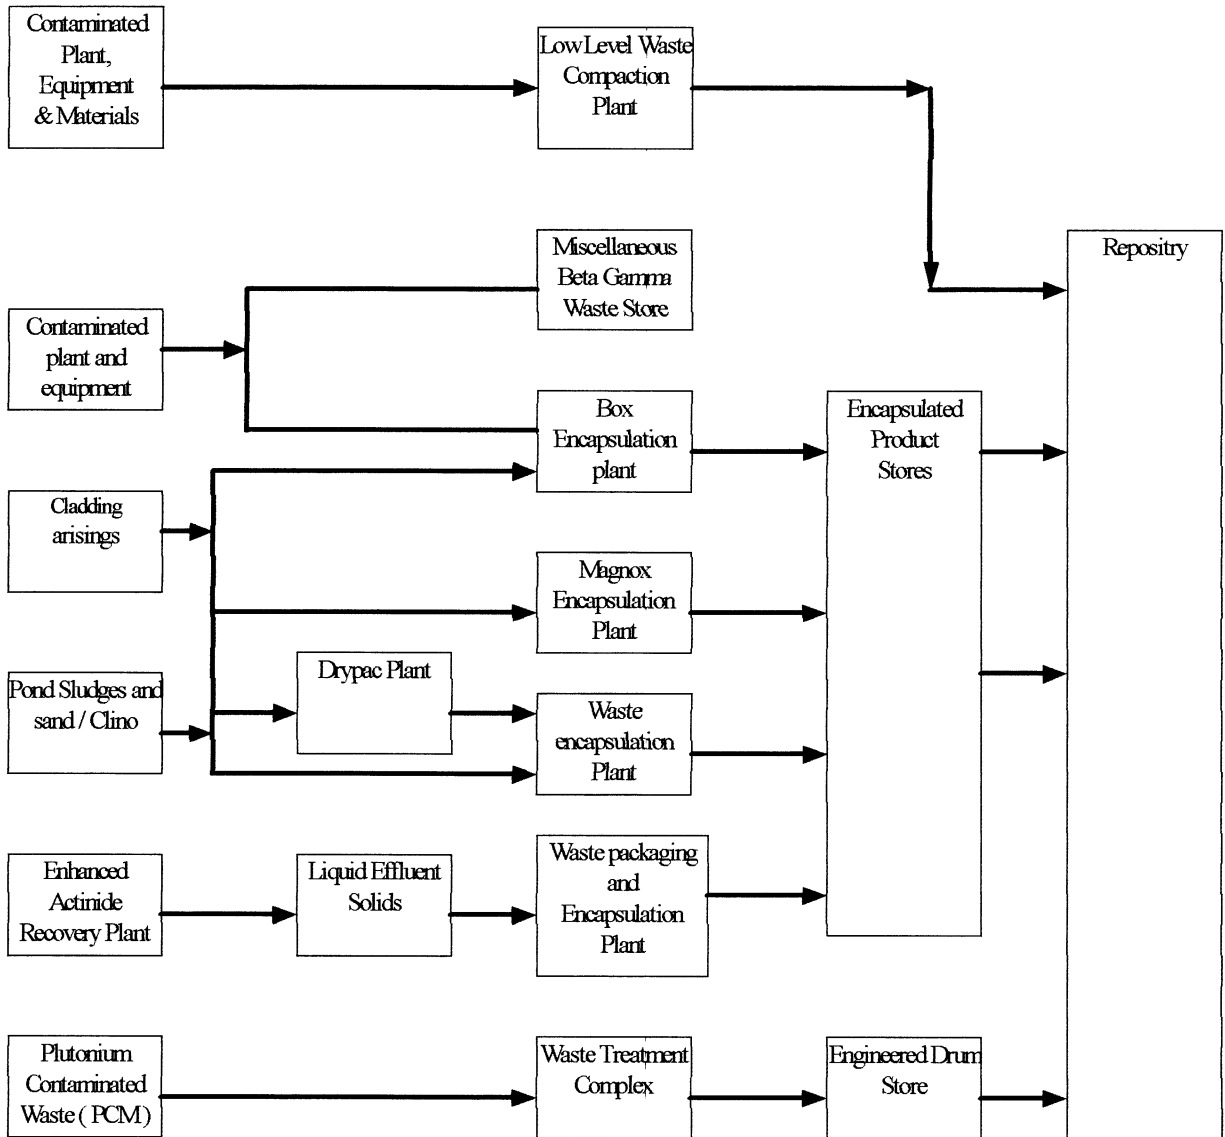 Contaminated
Plant,
Equipment
& Materials
Low Level Waste
Compaction
Plant
Miscellaneous
Beta Gamma
Waste Store
Repositry
Contaminated
plant and
equipment
Box
Encapsulation
plant
Encapsulated
Product
Stores
Cladding
arisings
Magnox
Encapsulation
Plant
Pond Sludges and
sand / Clino
Drypac Plant
Waste
encapsulation
Plant
Enhanced
Actinide
Recovery Plant
Liquid Effluent
Solids
Waste packaging
and
Encapsulation
Plant
Plutonium
Contaminated
Waste ( PCM )
Waste Treatment
Complex
Engineered Drum
Store